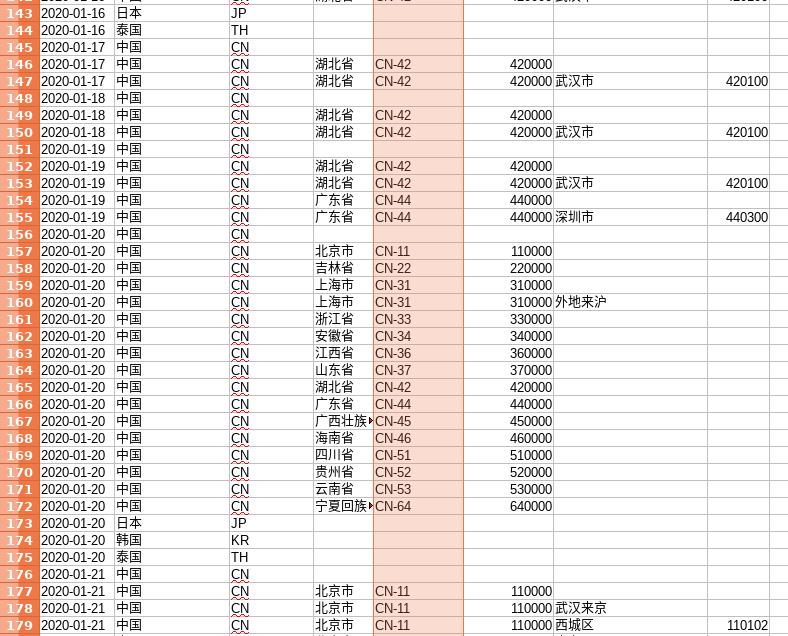 143 2020-01-16 日本 JP
144 2020-01-16 泰国 TH
145 2020-01-17 中国 CN
146 2020-01-17 中国 CN 湖北省 CN-42 420000
147 2020-01-17 中国 CN 湖北省 CN-42 420000 武汉市 420100
148 2020-01-18 中国 CN
149 2020-01-18 中国 CN 湖北省 CN-42 420000
150 2020-01-18 中国 CN 湖北省 CN-42 420000 武汉市 420100
151 2020-01-19 中国 CN
152 2020-01-19 中国 CN 湖北省 CN-42 420000
153 2020-01-19 中国 CN 湖北省 CN-42 420000 武汉市 420100
154 2020-01-19 中国 CN 广东省 CN-44 440000
155 2020-01-19 中国 CN 广东省 CN-44 440000 深圳市 440300
156 2020-01-20 中国 CN
157 2020-01-20 中国 CN 北京市 CN-11 110000
158 2020-01-20 中国 CN 吉林省 CN-22 220000
159 2020-01-20 中国 CN 上海市 CN-31 310000
160 2020-01-20 中国 CN 上海市 CN-31 310000 外地来沪
161 2020-01-20 中国 CN 浙江省 CN-33 330000
162 2020-01-20 中国 CN 安徽省 CN-34 340000
163 2020-01-20 中国 CN 江西省 CN-36 360000
164 2020-01-20 中国 CN 山东省 CN-37 370000
165 2020-01-20 中国 CN 湖北省 CN-42 420000
166 2020-01-20 中国 CN 广东省 CN-44 440000
167 2020-01-20 中国 CN 广西壮族 CN-45 450000
168 2020-01-20 中国 CN 海南省 CN-46 460000
169 2020-01-20 中国 CN 四川省 CN-51 510000
170 2020-01-20 中国 CN 贵州省 CN-52 520000
171 2020-01-20 中国 CN 云南省 CN-53 530000
172 2020-01-20 中国 CN 宁夏回族 CN-64 640000
173 2020-01-20 日本 JP
174 2020-01-20 韩国 KR
175 2020-01-20 泰国 TH
176 2020-01-21 中国 CN
177 2020-01-21 中国 CN 北京市 CN-11 110000
178 2020-01-21 中国 CN 北京市 CN-11 110000 武汉来京
179 2020-01-21 中国 CN 北京市 CN-11 110000 西城区 110102